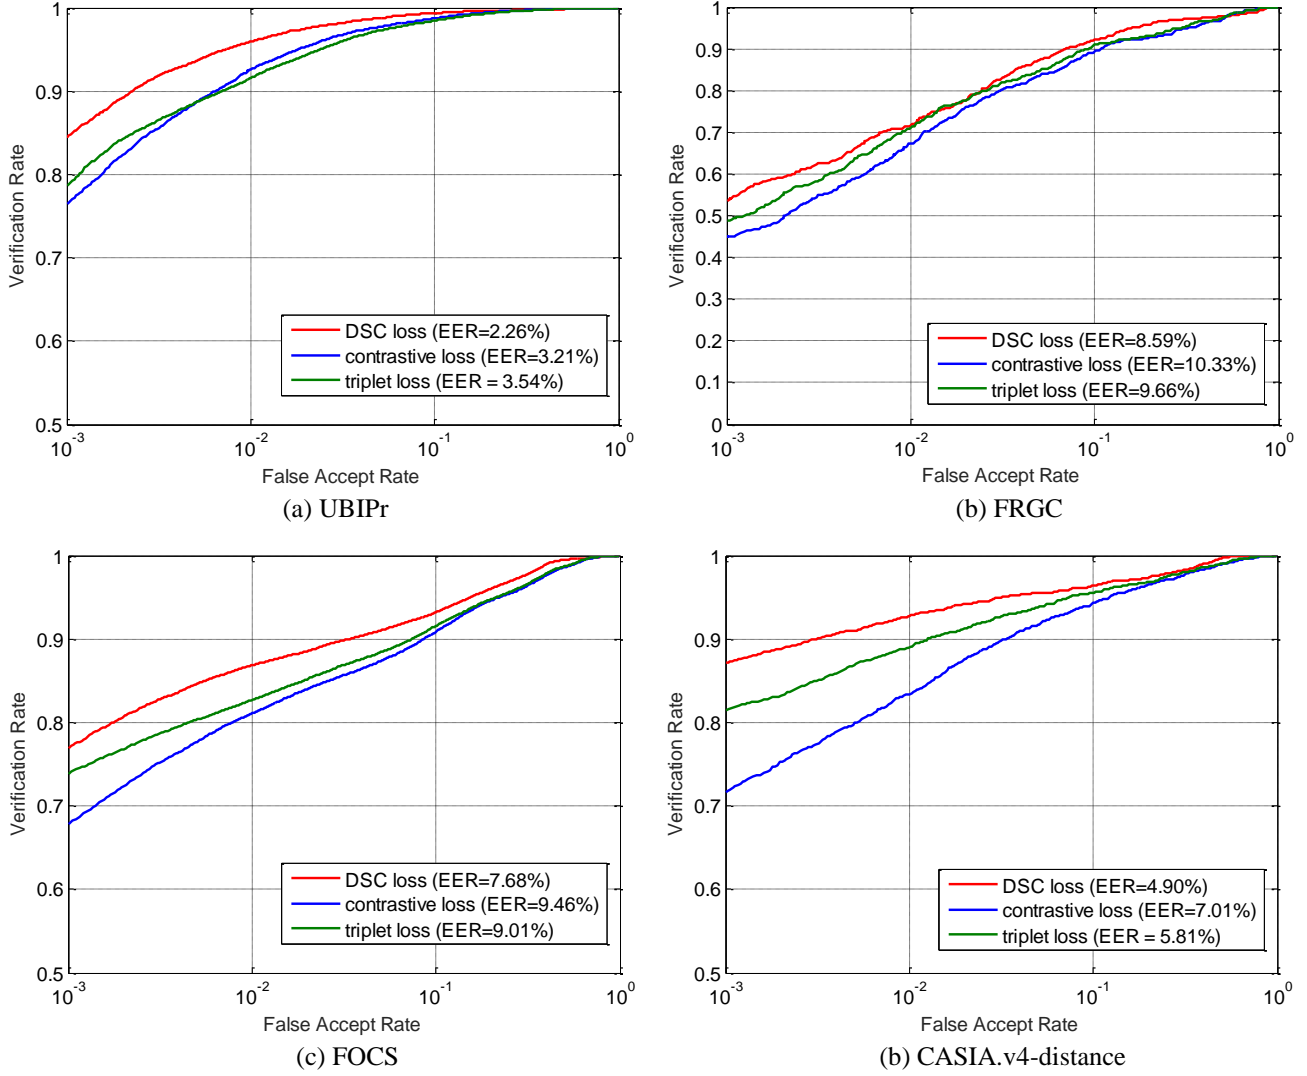 1
0.9
0.8
0.7
0.6
0.5
Verification Rate
DSC loss (EER=2.26%)
contrastive loss (EER=3.21%)
triplet loss (EER = 3.54%)
10-3
10-2
10-1
100
False Accept Rate
(a) UBIPr
1
0.9
0.8
0.7
0.6
0.5
0.4
0.3
0.2
0.1
0
Verification Rate
DSC loss (EER=8.59%)
contrastive loss (EER=10.33%)
triplet loss (EER=9.66%)
10-3
10-2
10-1
100
False Accept Rate
(b) FRGC
1
0.9
0.8
0.7
0.6
0.5
Verification Rate
DSC loss (EER=7.68%)
contrastive loss (EER=9.46%)
triplet loss (EER=9.01%)
10-3
10-2
10-1
100
False Accept Rate
(c) FOCS
1
0.9
0.8
0.7
0.6
0.5
Verification Rate
DSC loss (EER=4.90%)
contrastive loss (EER=7.01%)
triplet loss (EER = 5.81%)
10-3
10-2
10-1
100
False Accept Rate
(b) CASIA.v4-distance